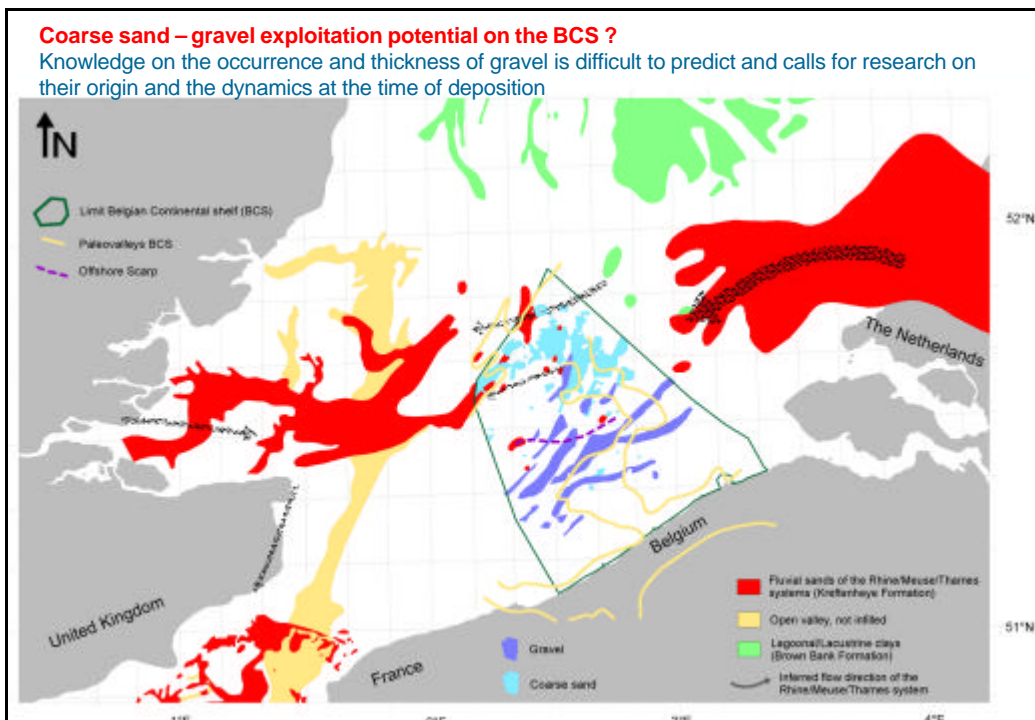 Coarse sand – gravel exploitation potential on the BCS ?
Knowledge on the occurrence and thickness of gravel is difficult to predict and calls for research on
their origin and the dynamics at the time of deposition
N
Limit Belgian Continental shelf (BCS)
Paleovalleys BCS
Offshore Scarp
52°N
The Netherlands
Belgium
United Kingdom
France
Gravel
Coarse sand
Fluvial sands of the Rhine/Meuse/Thames
systems (Kreftenheye Formation)
Open valley, not infilled
Lagoonal/Lacustrine clays
(Brown Bank Formation)
Inferred flow direction of the
Rhine/Meuse/Thames system
51°N